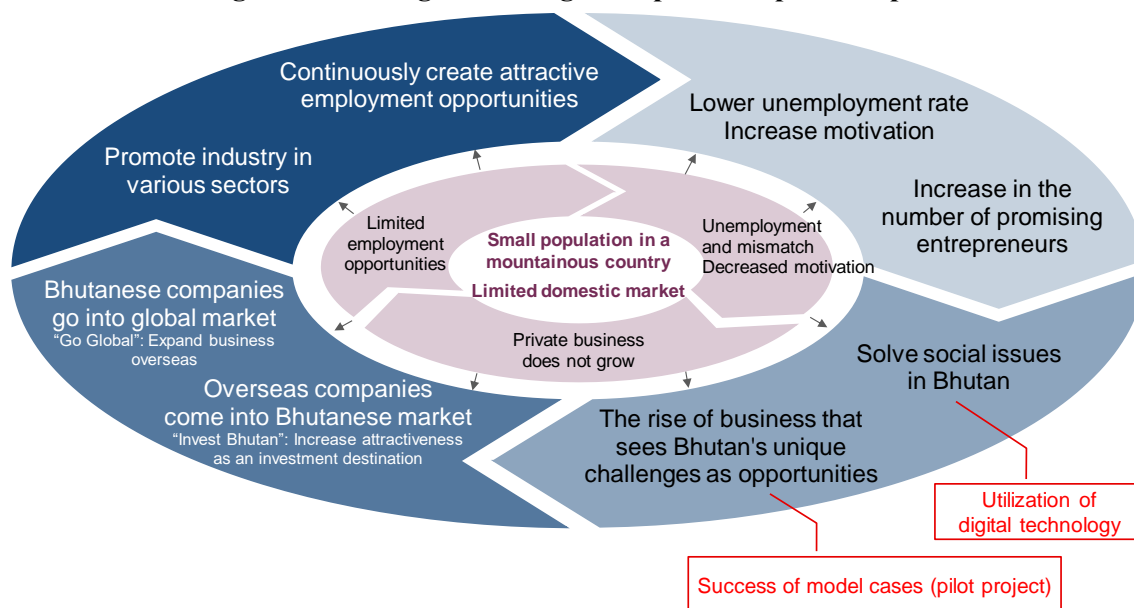 Continuously create attractive
employment opportunities
Promote industry in
various sectors
Lower unemployment rate
Increase motivation
Increase in the
number of promising
entrepreneurs
Limited
employment
opportunities
Small population in a
mountainous country
Limited domestic market
Unemployment
and mismatch
Decreased motivation
Private business
does not grow
Bhutanese companies
go into global market
“Go Global”: Expand business
overseas
Overseas companies
come into Bhutanese market
“Invest Bhutan”: Increase attractiveness
as an investment destination
Solve social issues
in Bhutan
The rise of business that
sees Bhutan's unique
challenges as opportunities
Utilization of
digital technology
Success of model cases (pilot project)